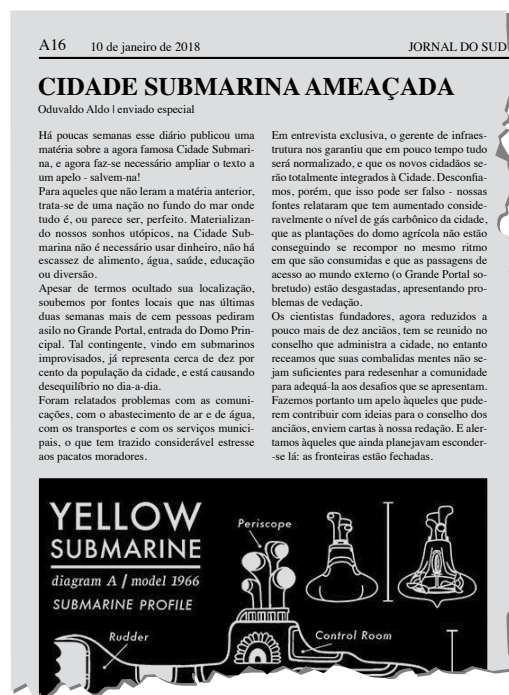 A16 10 de janeiro de 2018 JORNAL DO SUD
CIDADE SUBMARINA AMEAÇADA
Oduvaldo Aldo | enviado especial
Há poucas semanas esse diário publicou uma
matéria sobre a agora famosa Cidade Submari-
na, e agora faz-se necessário ampliar o texto a
um apelo - salvem-na!
Para aqueles que não leram a matéria anterior,
trata-se de uma nação no fundo do mar onde
tudo é, ou parece ser, perfeito. Materializan-
do nossos sonhos utópicos, na Cidade Sub-
marina não é necessário usar dinheiro, não há
escassez de alimento, água, saúde, educação
ou diversão.
Apesar de termos ocultado sua localização,
soubemos por fontes locais que nas últimas
duas semanas mais de cem pessoas pediram
asilo no Grande Portal, entrada do Domo Prin-
cipal. Tal contingente, vindo em submarinos
improvisados, já representa cerca de dez por
cento da população da cidade, e está causando
desequilíbrio no dia-a-dia.
Foram relatados problemas com as comuni-
cações, com o abastecimento de ar e de água,
com os transportes e com os serviços munici-
pais, o que tem trazido considerável estresse
aos pacatos moradores.
Em entrevista exclusiva, o gerente de infraes-
trutura nos garantiu que em pouco tempo tudo
será normalizado, e que os novos cidadãos se-
rão totalmente integrados à Cidade. Desconfia-
mos, porém, que isso pode ser falso - nossas
fontes relataram que tem aumentado conside-
ravelmente o nível de gás carbônico da cidade,
que as plantações do domo agrícola não estão
conseguindo se recompor no mesmo ritmo
em que são consumidas e que as passagens de
acesso ao mundo externo (o Grande Portal so-
bretudo) estão desgastadas, apresentando pro-
blemas de vedação.
Os cientistas fundadores, agora reduzidos a
pouco mais de dez anciãos, tem se reunido no
conselho que administra a cidade, no entanto
receamos que suas combalidas mentes não se-
jam suficientes para redesenhar a comunidade
para adequá-la aos desafios que se apresentam.
Fazemos portanto um apelo àqueles que pude-
rem contribuir com ideias para o conselho dos
anciãos, enviem cartas à nossa redação. E aler-
tamos àqueles que ainda planejavam esconder-
-se lá: as fronteiras estão fechadas.
YELLOW
SUBMARINE
diagram A / model 1966
SUBMARINE PROFILE
Periscope
Rudder
Control Room